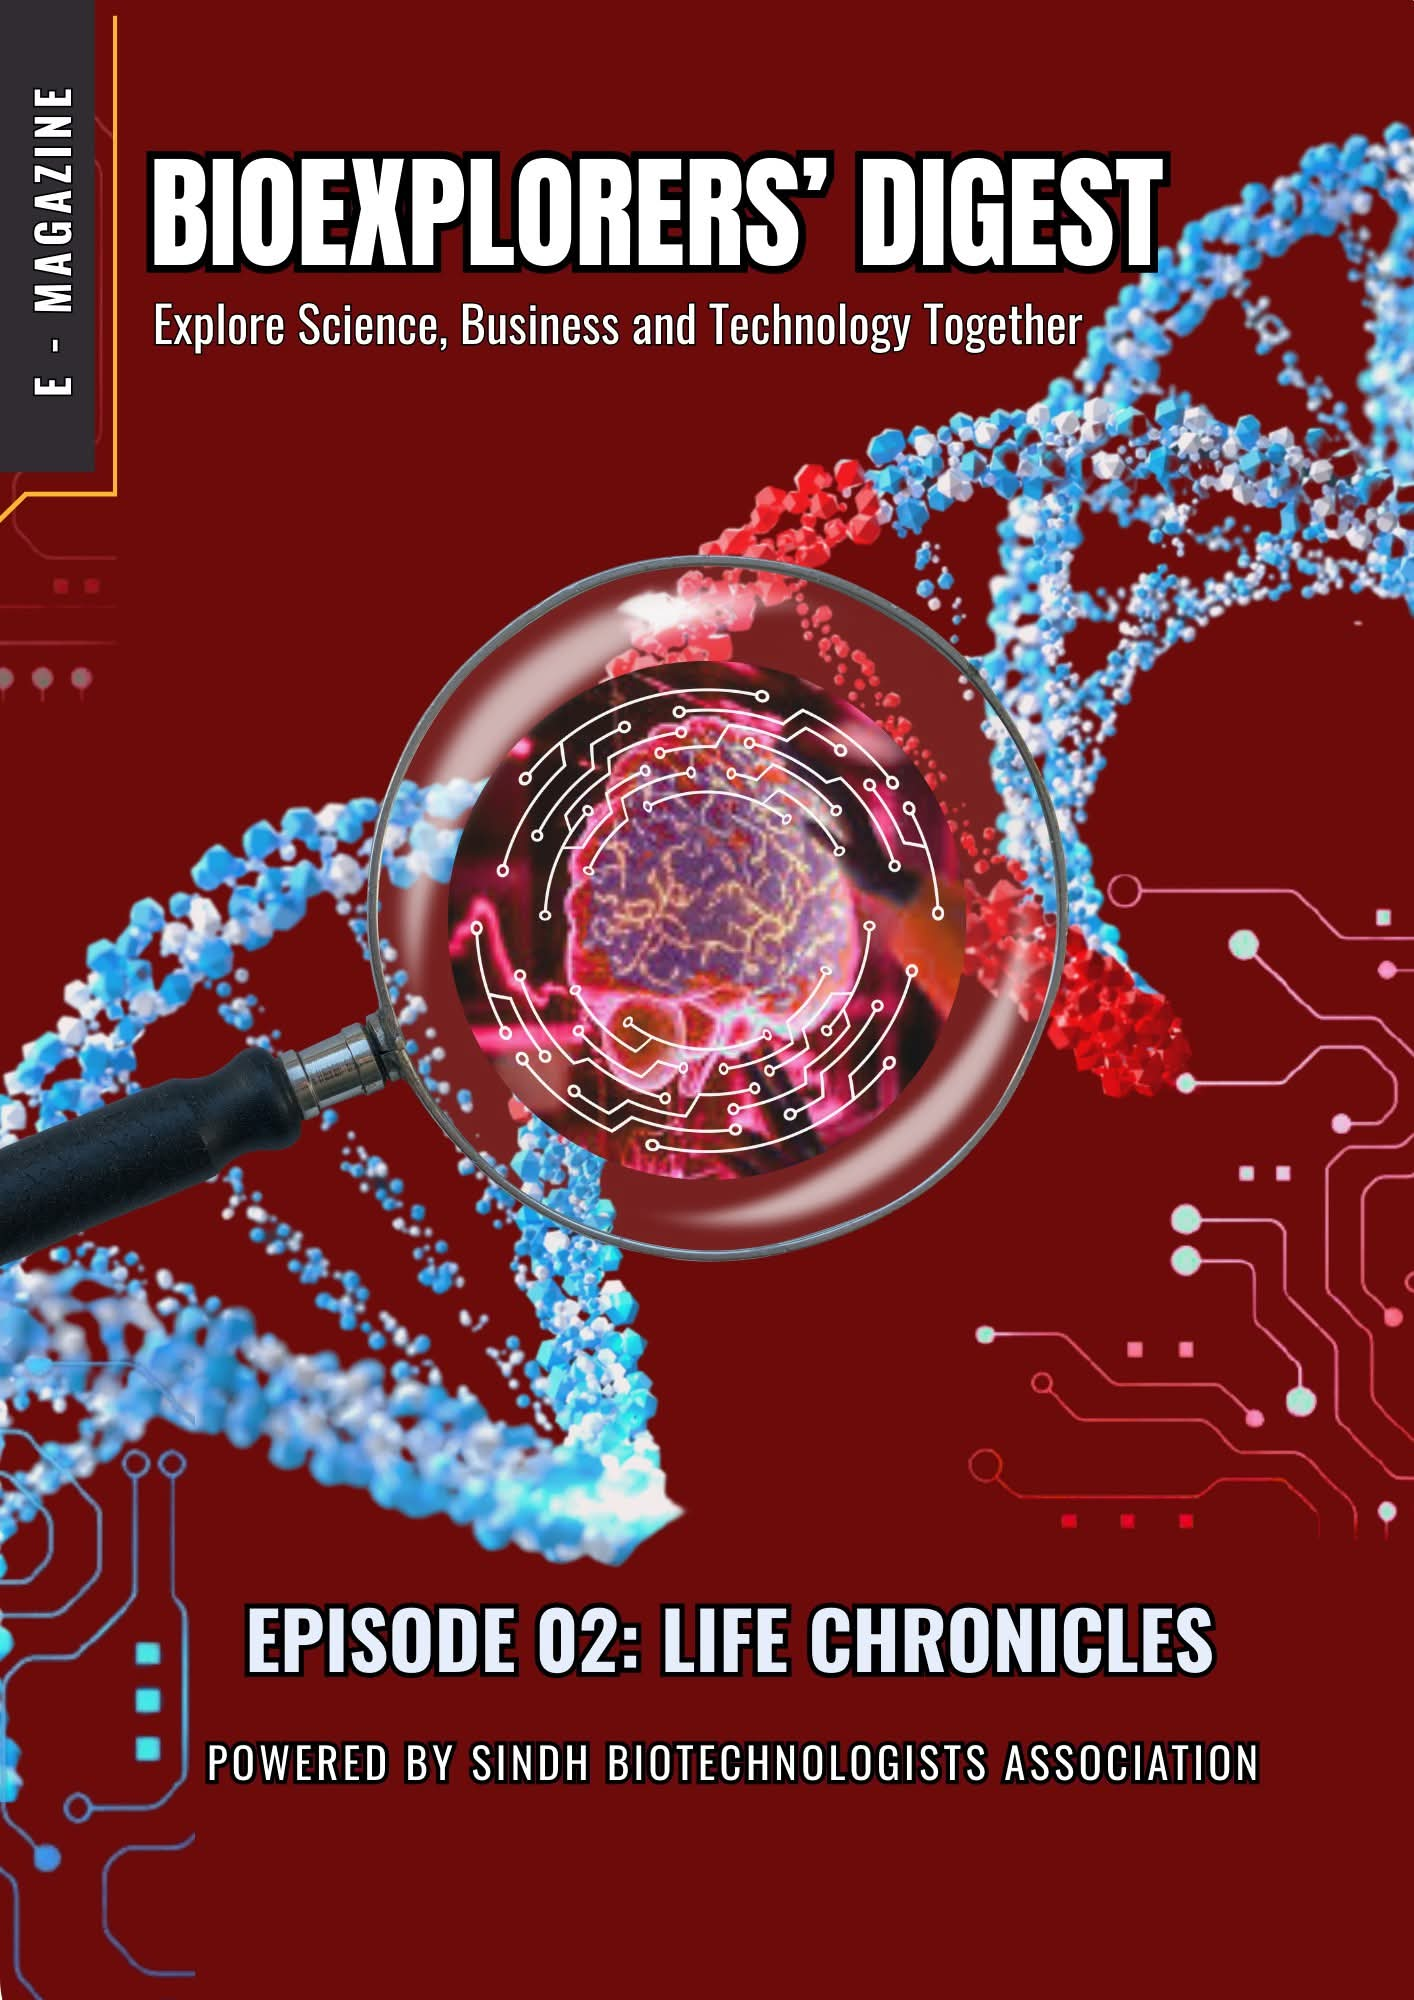 E - MAGAZINE
BIOEXPLORERS’ DIGEST
Explore Science, Business and Technology Together
EPISODE 02: LIFE CHRONICLES
POWERED BY SINDH BIOTECHNOLOGISTS ASSOCIATION